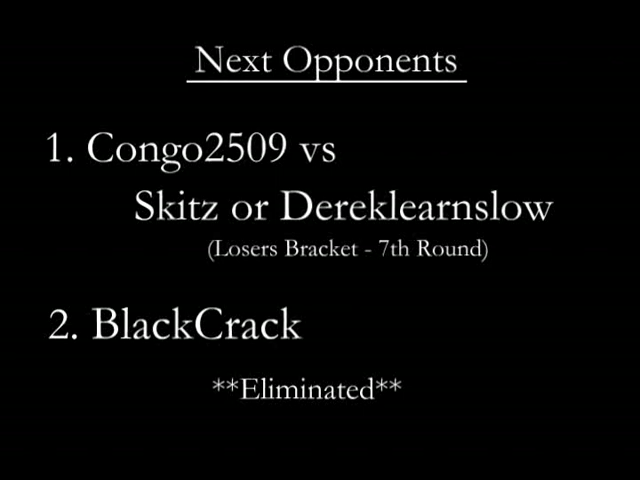 Next Opponents
1. Congo2509 vs
Skitz or Dereklearnslow
(Losers Bracket - 7th Round)
2. BlackCrack
**Eliminated**